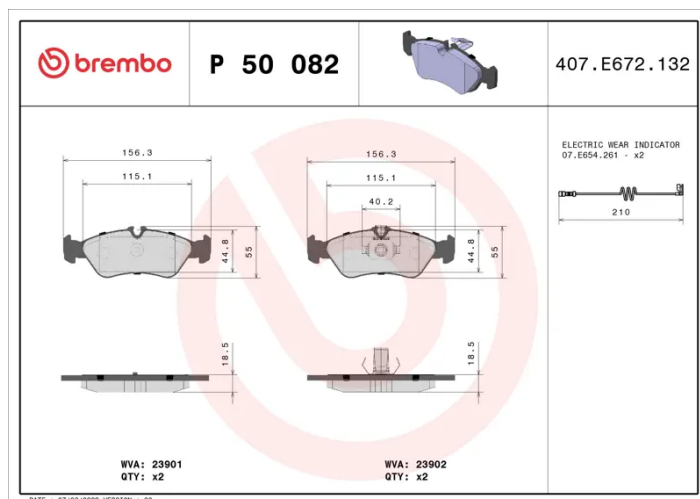 brembo
P 50 082
407.E672.132
ELECTRIC WEAR INDICATOR
07.E654.261 - x2
210
156.3
115.1
44.8
55
18.5
WVA: 23901
QTY: x2
156.3
115.1
40.2
44.8
55
18.5
WVA: 23902
QTY: x2